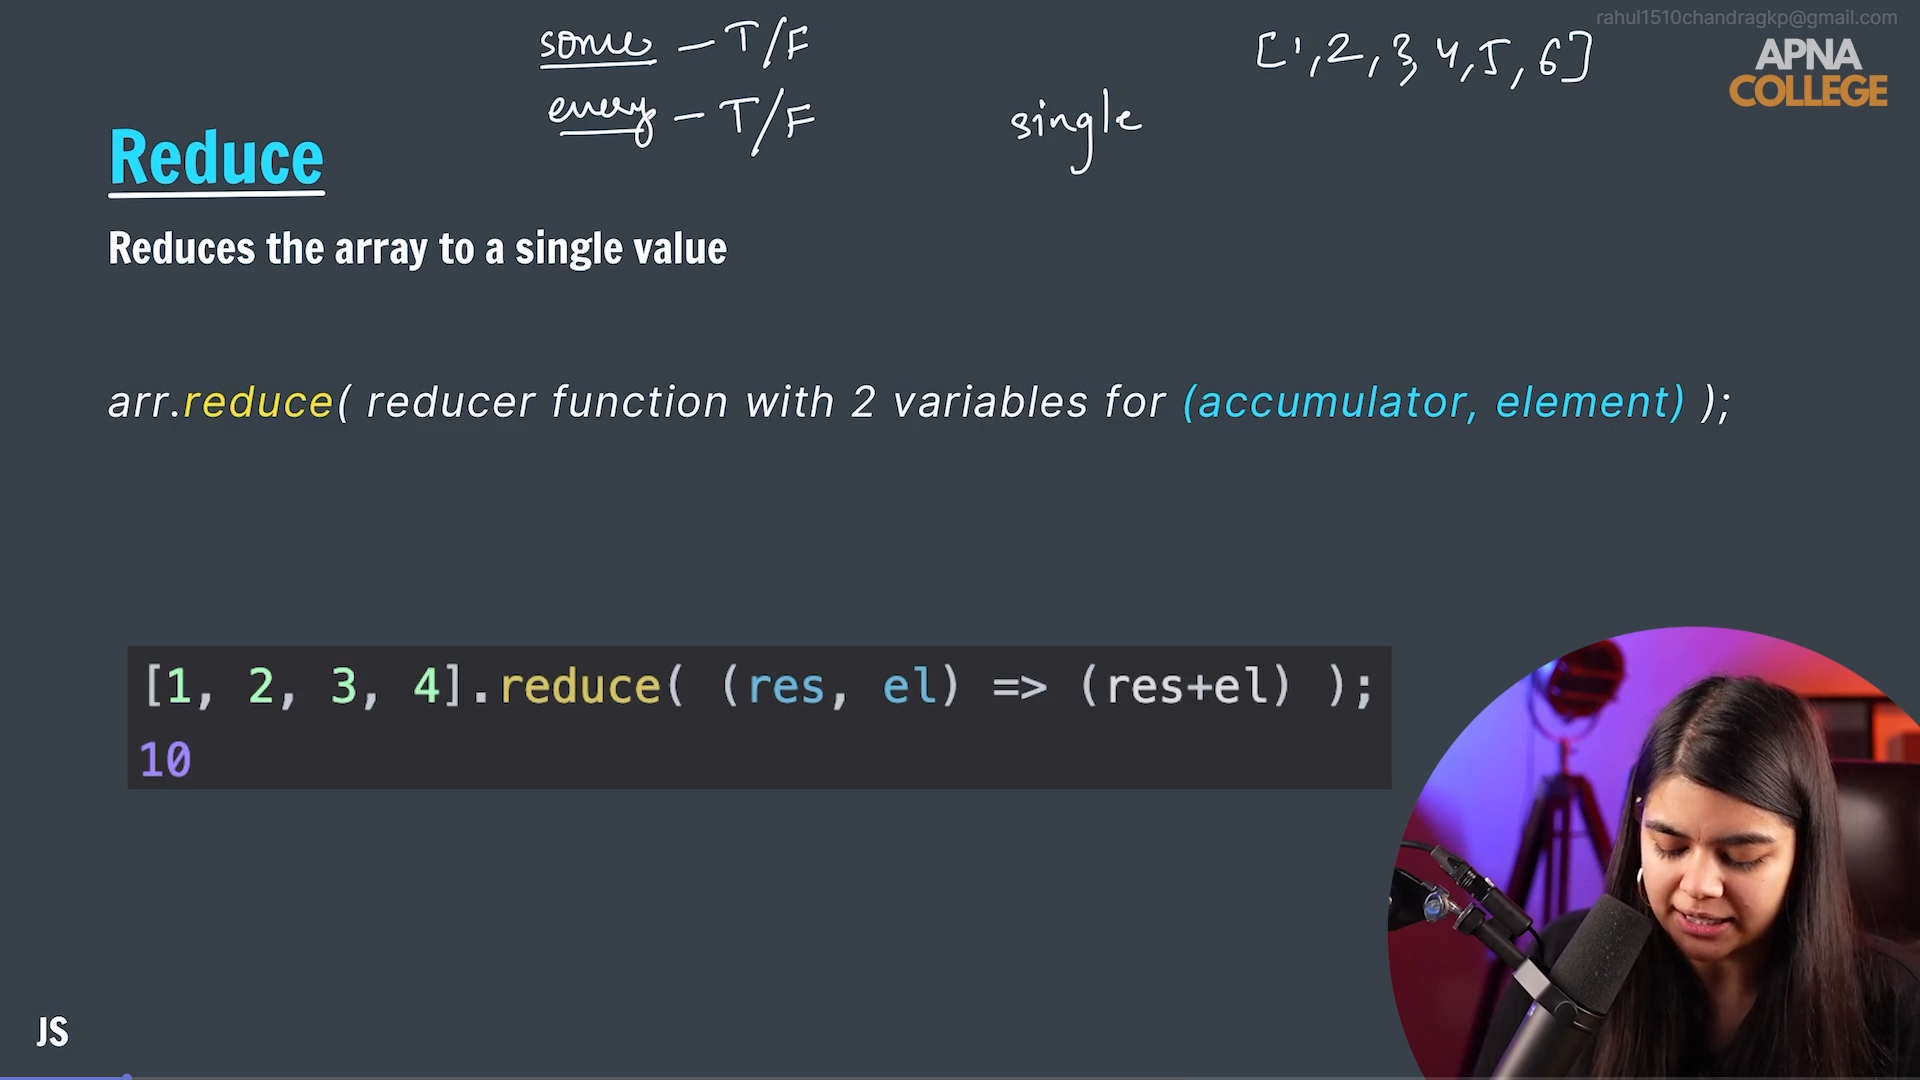 rahul1510chandragkp@gmail.com
some – T/F
[1,2,3,4,5,6]
APNA
COLLEGE
every – T/F
single
Reduce
Reduces the array to a single value
arr.reduce( reducer function with 2 variables for (accumulator, element) );
[1, 2, 3, 4].reduce( (res, el) => (res+el) );
10
JS